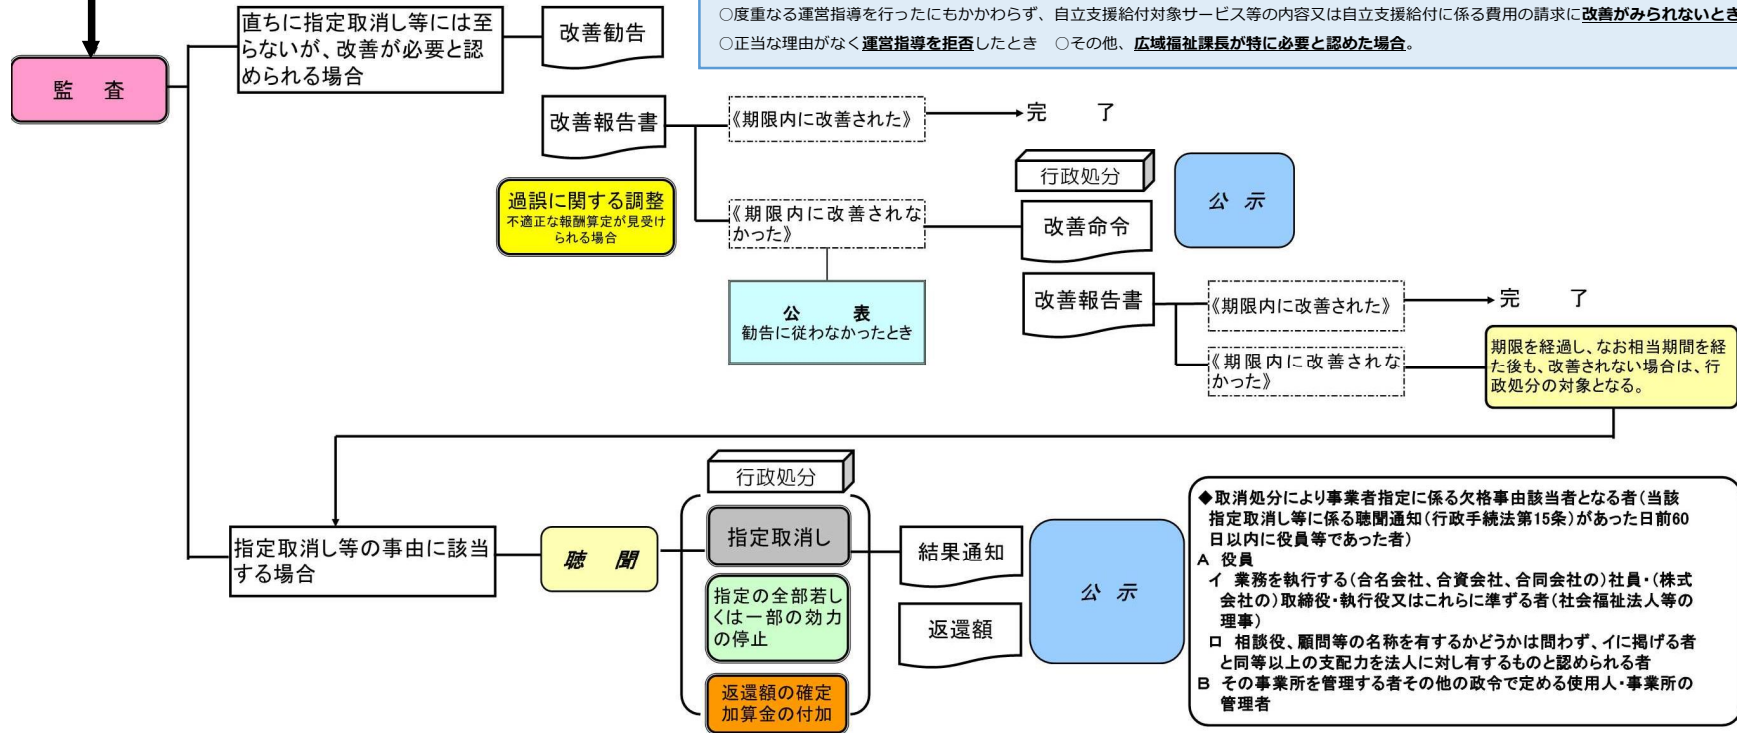 ○度重なる運営指導を行ったにもかかわらず、自立支援給付対象サービス等の内容又は自立支援給付に係る費用の請求に改善がみられないとき
○正当な理由がなく運営指導を拒否したとき　○その他、広域福祉課長が特に必要と認めた場合。
監　査
直ちに指定取消し等には至
らないが、改善が必要と認
められる場合
改善勧告
改善報告書
《期限内に改善された》
完　了
過誤に関する調整
不適正な報酬算定が見受け
られる場合
《期限内に改善されな
かった》
行政処分
改善命令
公 示
公　表
勧告に従わなかったとき
改善報告書
《期限内に改善された》
完　了
《期限内に改善されな
かった》
期限を経過し、なお相当期間を経
た後も、改善されない場合は、行
政処分の対象となる。
指定取消し等の事由に該当
する場合
聴　聞
行政処分
指定取消し
指定の全部若し
くは一部の効力
の停止
返還額の確定
加算金の付加
結果通知
返還額
公 示
◆取消処分により事業者指定に係る欠格事由該当者となる者（当該
指定取消し等に係る聴聞通知（行政手続法第15条）があった日前60
日以内に役員等であった者）
A 役員
イ 業務を執行する（合名会社、合資会社、合同会社の）社員・（株式
会社の）取締役・執行役又はこれらに準ずる者（社会福祉法人等の
理事）
ロ 相談役、顧問等の名称を有するかどうかは問わず、イに掲げる者
と同等以上の支配力を法人に対し有するものと認められる者
B その事業所を管理する者その他の政令で定める使用人・事業所の
管理者